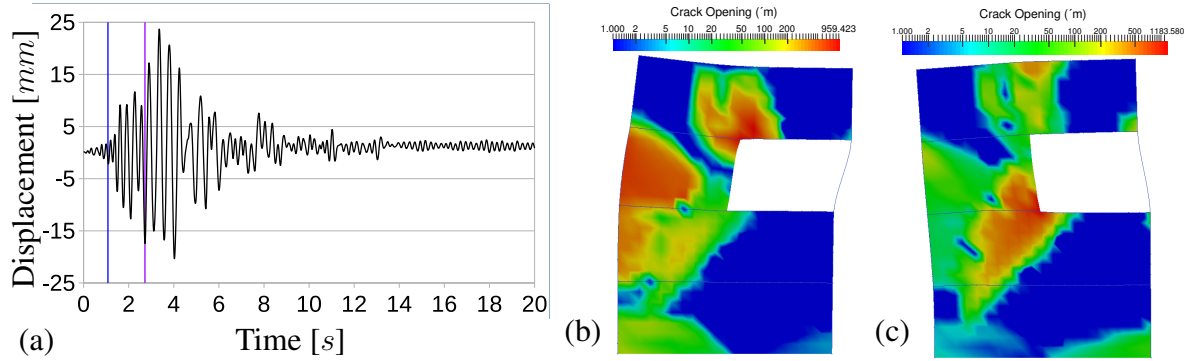 25
15
5
-5
-15
-25
Displacement [mm]
0 2 4 6 8 10 12 14 16 18 20
Time [s]
(a)
Crack Opening (´m)
1.000 2 5 10 20 50 100 200 959.423
(b)
Crack Opening (´m)
1.000 2 5 10 20 50 100 200 500 1183.580
(c)